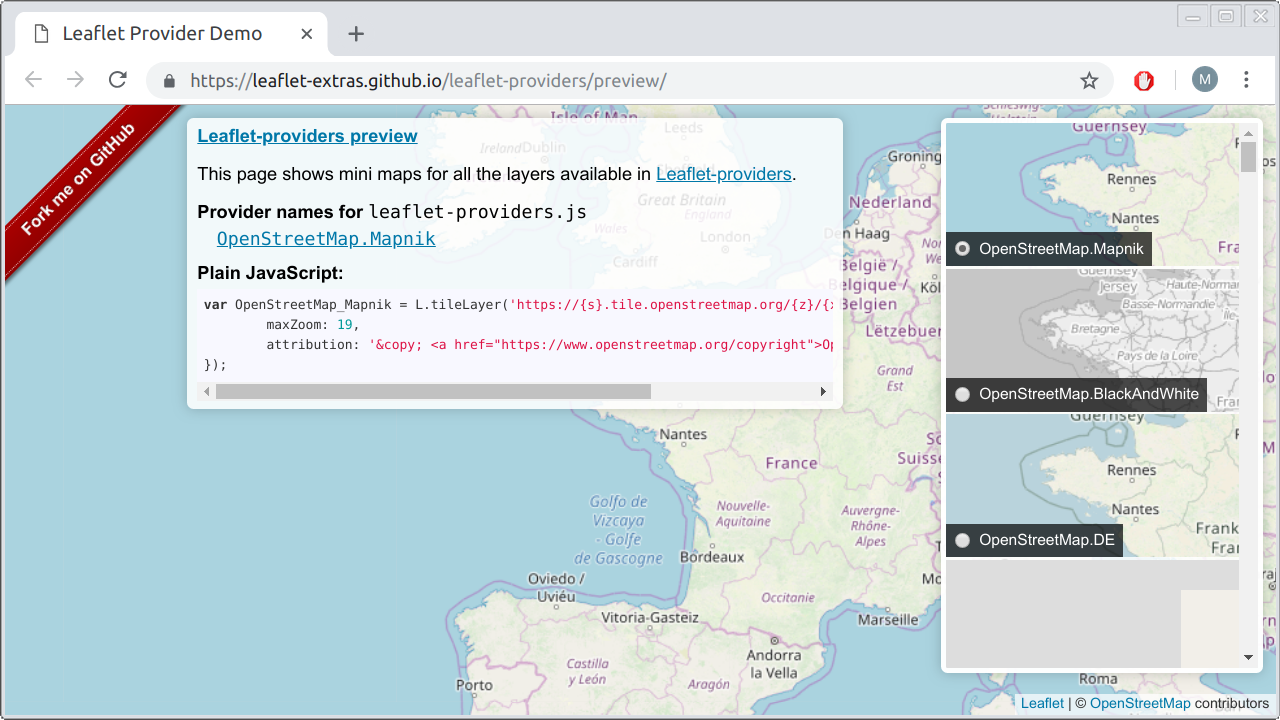 Leaflet Provider Demo
https://leaflet-extras.github.io/leaflet-providers/preview/
M
Fork me on GitHub
Leaflet-providers preview
This page shows mini maps for all the layers available in Leaflet-providers.
Provider names for leaflet-providers.js
OpenStreetMap.Mapnik
Plain JavaScript:
var OpenStreetMap_Mapnik = L.tileLayer('https://{s}.tile.openstreetmap.org/{z}/{x
maxZoom: 19,
attribution: '&copy; <a href="https://www.openstreetmap.org/copyright">Op
});
Isle of Man
Leeds
Ireland
Dublin
Great Britain
England
Wales
London
Cardiff
Groning
Nederland
Den Haag
België /
Belgique /
Belgien
Köl
Lëtzebuerg
Grand
Est
Nantes
France
Suisse
Golfo de
Vizcaya
- Golfe
de Gascogne
Nouvelle-
Aquitaine
Auvergne-
Rhône-
Alpes
Bordeaux
Oviedo /
Uviéu
Occitanie
Vitoria-Gasteiz
Marseille
Andorra
la Vella
Castilla
y León
Aragón
Porto
Roma
Guernsey
Rennes
Nantes
OpenStreetMap.Mapnik
Guernsey
Jersey
Haute-Norman
Basse-Normandie
Bretagne
Pays de la Loire
OpenStreetMap.BlackAndWhite
Guernsey
Rennes
Nantes
Frank
Fran
OpenStreetMap.DE
Leaflet | © OpenStreetMap contributors